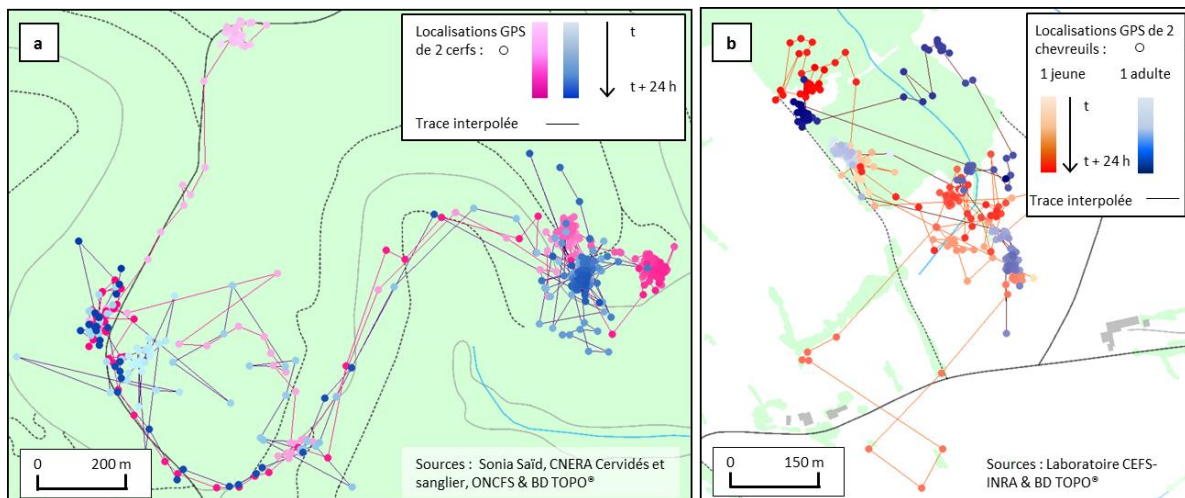 a
Localisations GPS
de 2 cerfs :
t
t + 24 h
Trace interpolée
0 200 m
Sources : Sonia Saïd, CNERA Cervidés et
sanglier, ONCFS & BD TOPO®
b
Localisations GPS de 2
chevreuils :
1 jeune 1 adulte
t
t + 24 h
Trace interpolée
0 150 m
Sources : Laboratoire CEFS-
INRA & BD TOPO®